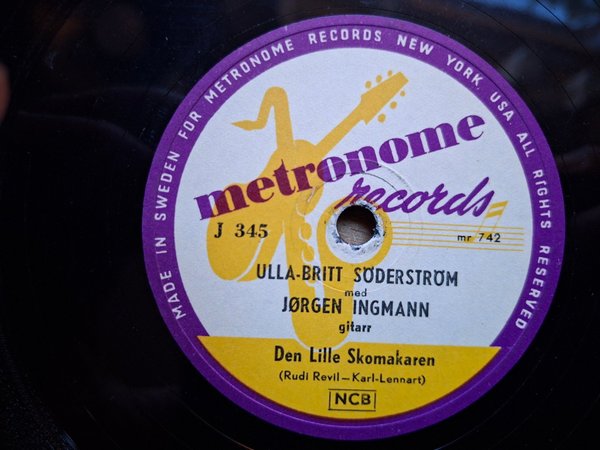 MADE IN SWEDEN FOR METRONOME RECORDS NEW YORK. USA ALL RIGHTS RESERVED
metronome
records
J 345
mr 742
ULLA-BRITT SÖDERSTRÖM
med
JØRGEN INGMANN
gitarr
Den Lille Skomakaren
(Rudi Revil — Karl-Lennart)
NCB